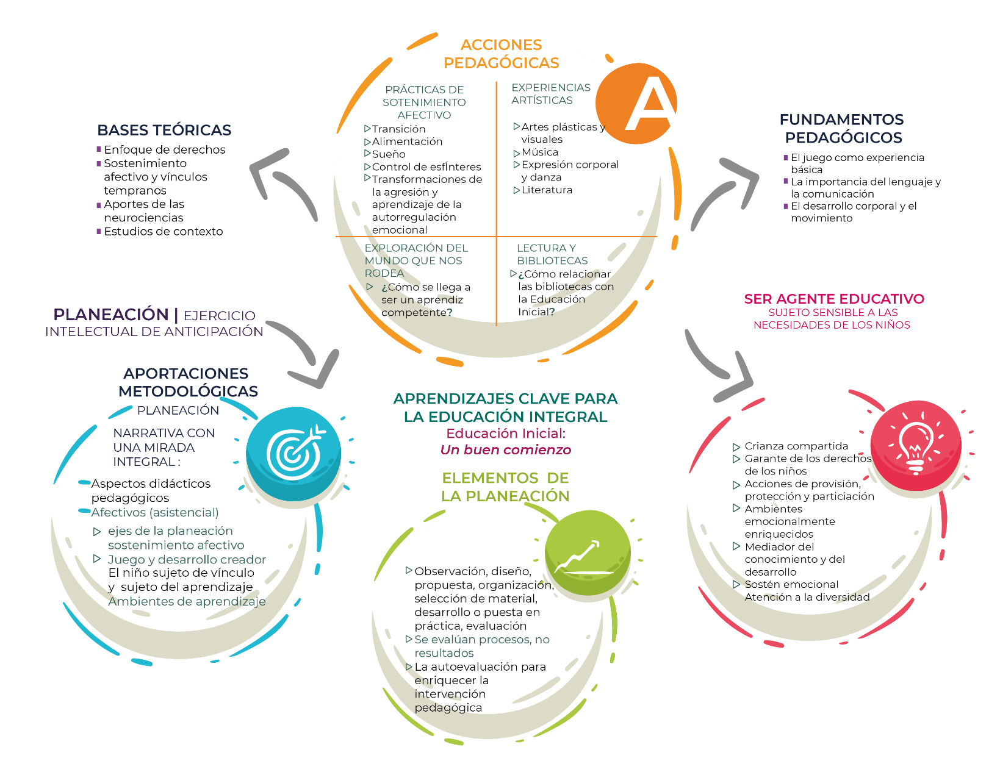 ACCIONES
PEDAGÓGICAS
PRÁCTICAS DE
SOTENIMIENTO
AFECTIVO
Transición
Alimentación
Sueño
Control de esfínteres
Transformaciones de
la agresión y
aprendizaje de la
autorregulación
emocional
EXPERIENCIAS
ARTÍSTICAS
Artes plásticas y
visuales
Música
Expresión corporal
y danza
Literatura
A
EXPLORACIÓN DEL
MUNDO QUE NOS
RODEA
¿Cómo se llega a
ser un aprendiz
competente?
LECTURA Y
BIBLIOTECAS
¿Cómo relacionar
las bibliotecas con
la Educación
Inicial?
BASES TEÓRICAS
Enfoque de derechos
Sostenimiento
afectivo y vínculos
tempranos
Aportes de las
neurociencias
Estudios de contexto
FUNDAMENTOS
PEDAGÓGICOS
El juego como experiencia
básica
La importancia del lenguaje y
la comunicación
El desarrollo corporal y el
movimiento
PLANEACIÓN | EJERCICIO
INTELECTUAL DE ANTICIPACIÓN
SER AGENTE EDUCATIVO
SUJETO SENSIBLE A LAS
NECESIDADES DE LOS NIÑOS
APORTACIONES
METODOLÓGICAS
PLANEACIÓN
NARRATIVA CON
UNA MIRADA
INTEGRAL :
Aspectos didácticos
pedagógicos
Afectivos (asistencial)
ejes de la planeación
sostenimiento afectivo
Juego y desarrollo creador
El niño sujeto de vínculo
y sujeto del aprendizaje
Ambientes de aprendizaje
APRENDIZAJES CLAVE PARA
LA EDUCACIÓN INTEGRAL
Educación Inicial:
Un buen comienzo
ELEMENTOS DE
LA PLANEACIÓN
Observación, diseño,
propuesta, organización,
selección de material,
desarrollo o puesta en
práctica, evaluación
Se evalúan procesos, no
resultados
La autoevaluación para
enriquecer la
intervención
pedagógica
Crianza compartida
Garante de los derechos
de los niños
Acciones de provisión,
protección y particiación
Ambientes
emocionalmente
enriquecidos
Mediador del
conocimiento y del
desarrollo
Sostén emocional
Atención a la diversidad